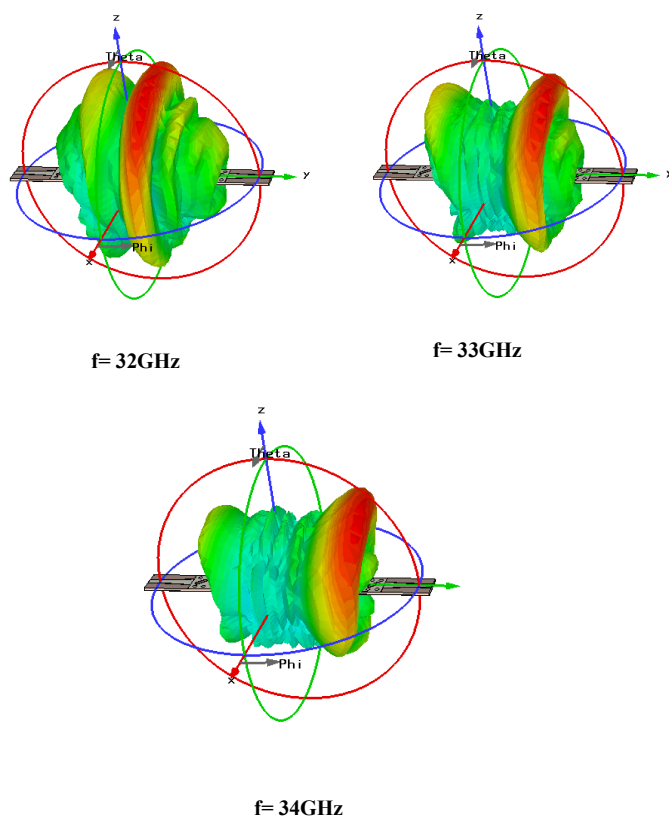 z
Theta
y
Phi
x
f= 32GHz
z
Theta
Phi
x
f= 33GHz
z
Theta
Phi
x
f= 34GHz